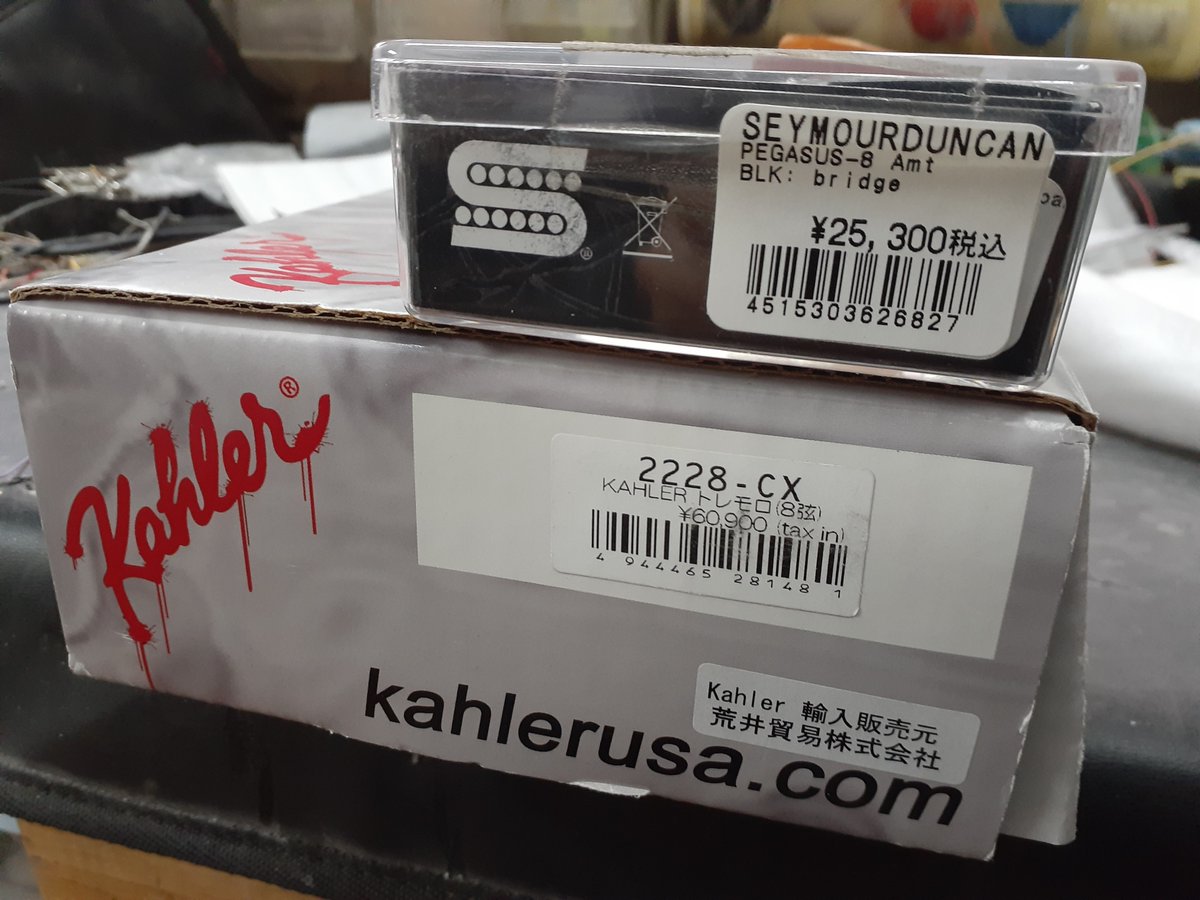 SEYMOURDUNCAN
PEGASUS-8 Amt
BLK: bridge
¥25,300税込
4515303626827
Kahler
Kahler®
2228-CX
KAHLER トレモロ(8弦)
¥60,900 (tax in)
4 944465 28148 1
Kahler 輸入販売元
荒井貿易株式会社
kahlerusa.com